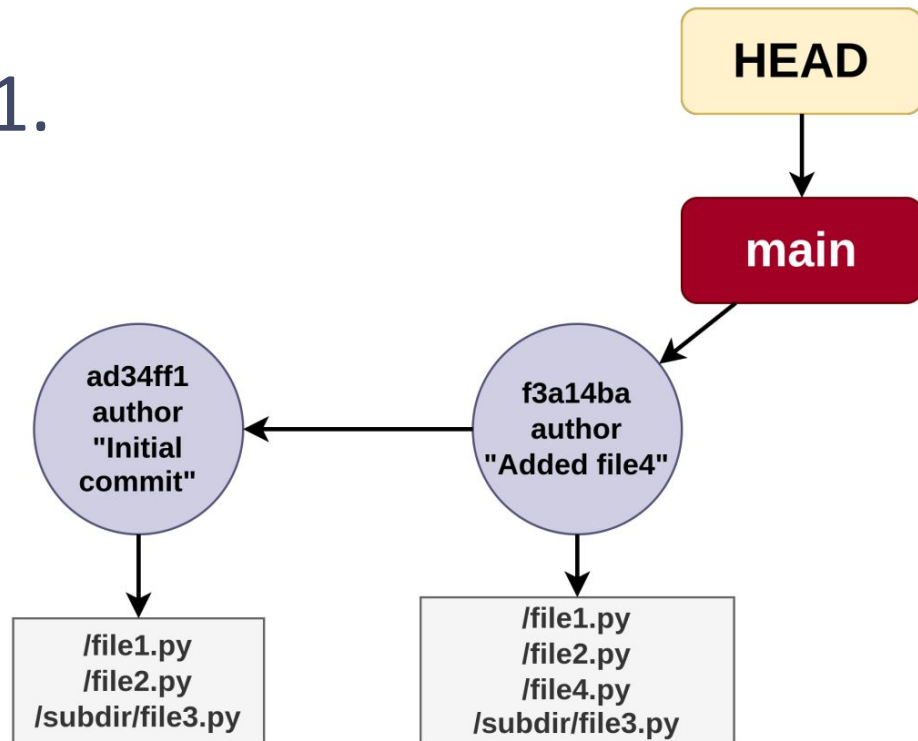 1.
HEAD
main
ad34ff1
author
"Initial
commit"
f3a14ba
author
"Added file4"
/file1.py
/file2.py
/subdir/file3.py
/file1.py
/file2.py
/file4.py
/subdir/file3.py